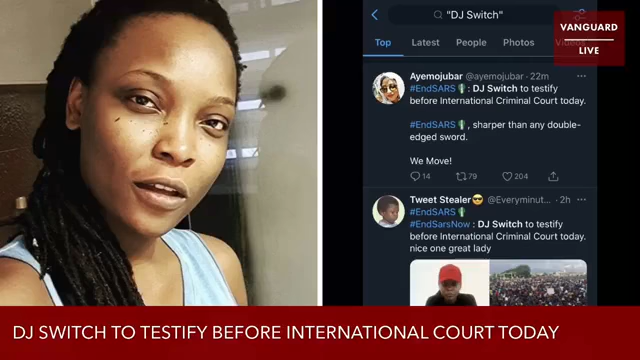 "DJ Switch"
Top Latest People Photos Videos
VANGUARD
LIVE
Ayemojubar @ayemojubar · 22m
#EndSARS : DJ Switch to testify
before International Criminal Court today.
#EndSARS , sharper than any double-
edged sword.
We Move!
14 79 204
Tweet Stealer😎 @Everyminut... · 2h
#EndSARS
#EndSarsNow : DJ Switch to testify
before International Criminal Court today.
nice one great lady
DJ SWITCH TO TESTIFY BEFORE INTERNATIONAL COURT TODAY